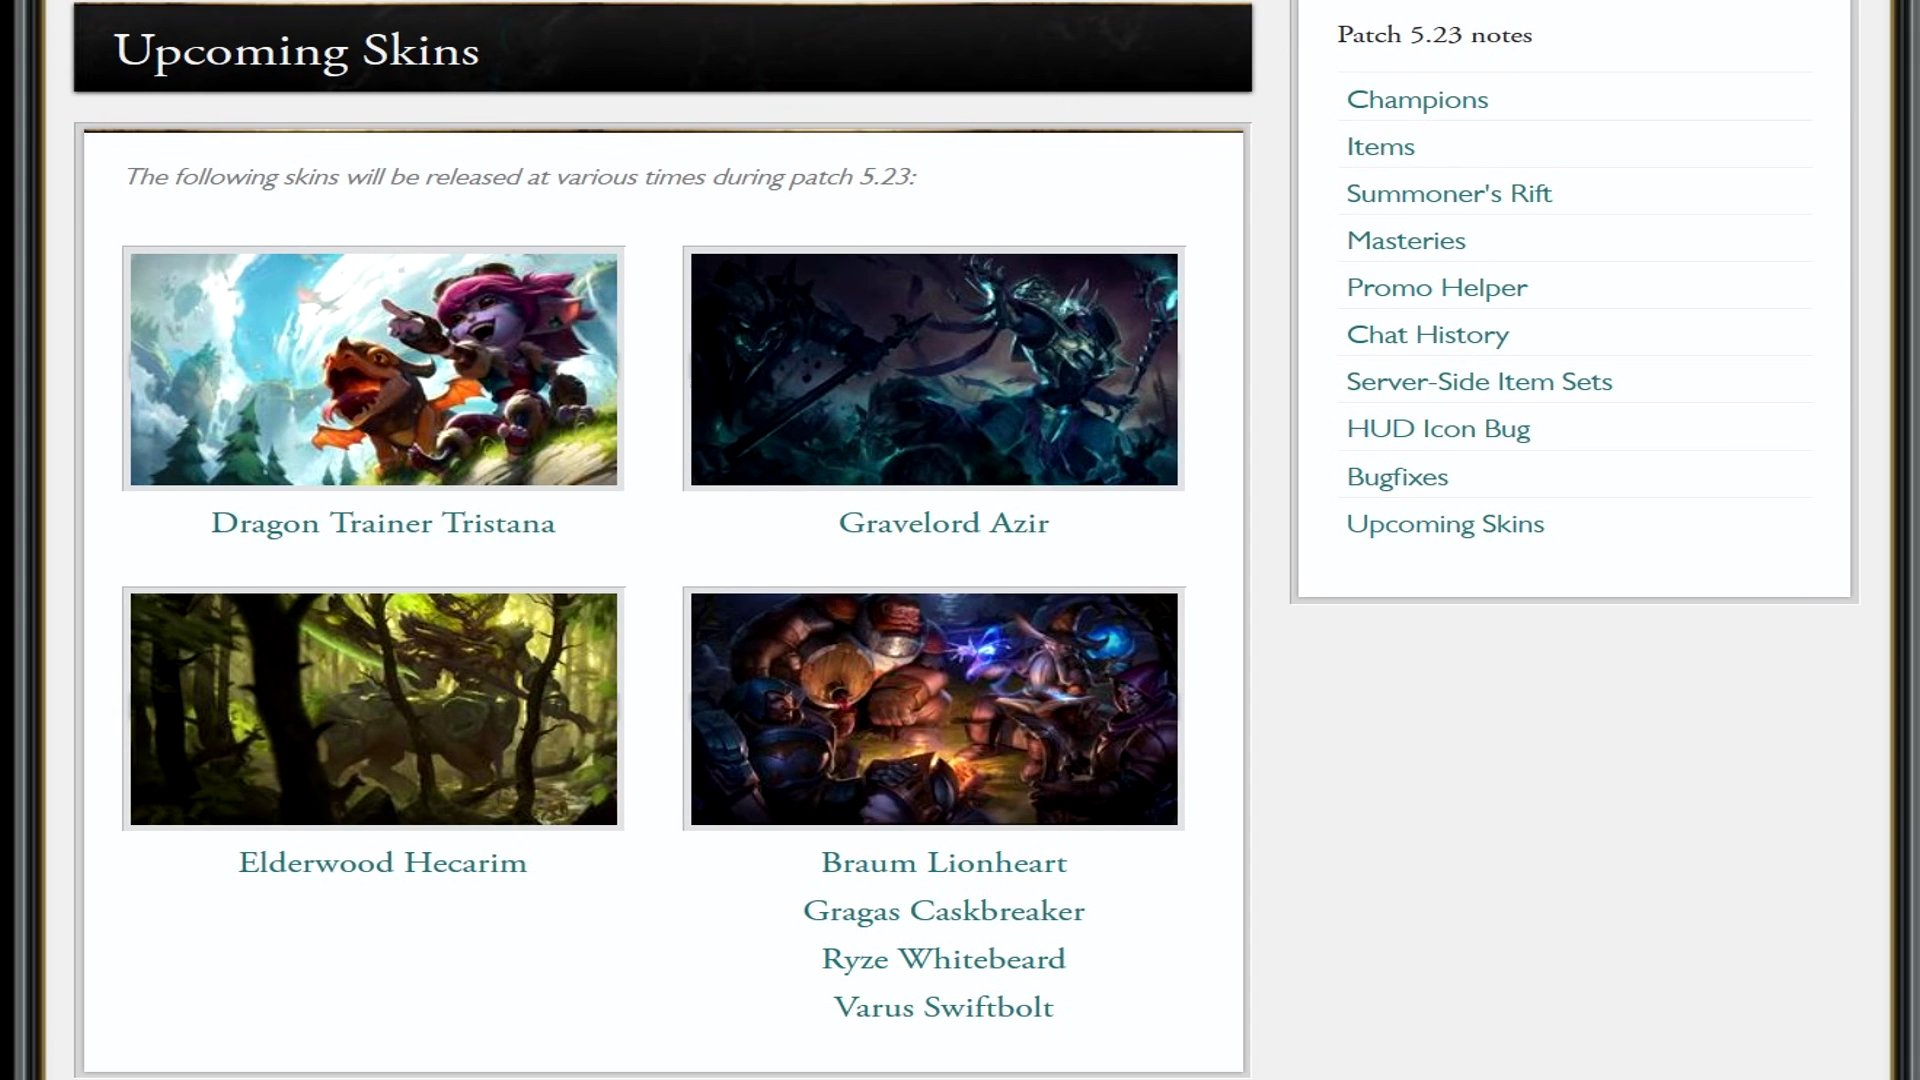 Upcoming Skins
The following skins will be released at various times during patch 5.23:
Dragon Trainer Tristana
Gravelord Azir
Elderwood Hecarim
Braum Lionheart
Gragas Caskbreaker
Ryze Whitebeard
Varus Swiftbolt
Patch 5.23 notes
Champions
Items
Summoner's Rift
Masteries
Promo Helper
Chat History
Server-Side Item Sets
HUD Icon Bug
Bugfixes
Upcoming Skins